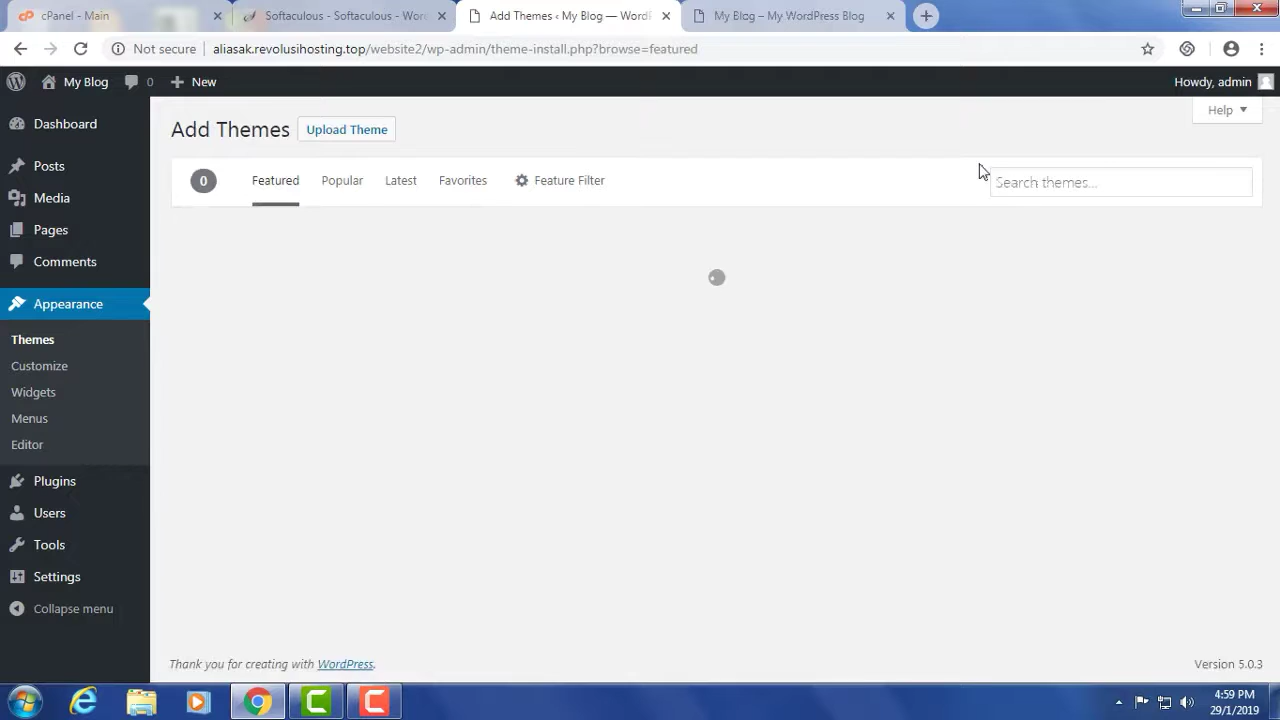 cPanel - Main
Softaculous - Softaculous - Wor
Add Themes ‹ My Blog — Word
My Blog – My WordPress Blog
Not secure
aliasak.revolusihosting.top/website2/wp-admin/theme-install.php?browse=featured
My Blog
0
New
Howdy, admin
Dashboard
Posts
Media
Pages
Comments
Appearance
Themes
Customize
Widgets
Menus
Editor
Plugins
Users
Tools
Settings
Collapse menu
Help
Add Themes
Upload Theme
0
Featured
Popular
Latest
Favorites
Feature Filter
Search themes...
Thank you for creating with WordPress.
Version 5.0.3
4:59 PM
29/1/2019